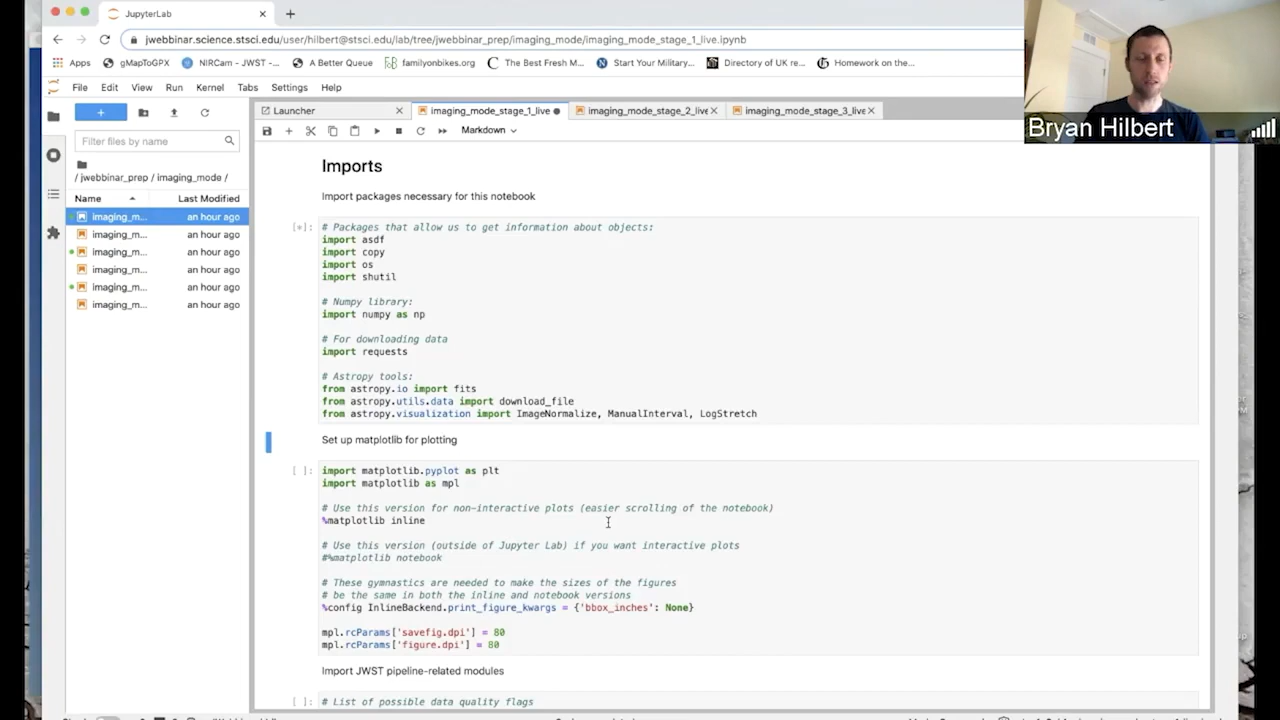 JupyterLab
jwebbinar.science.stsci.edu/user/hilbert@stsci.edu/lab/tree/jwebbinar_prep/imaging_mode/imaging_mode_stage_1_live.ipynb
Apps gMapToGPX NIRCam - JWST -... A Better Queue familyonbikes.org The Best Fresh M... Start Your Military... Directory of UK re... Homework on the...
Bryan Hilbert
File Edit View Run Kernel Tabs Settings Help
Launcher imaging_mode_stage_1_live imaging_mode_stage_2_live imaging_mode_stage_3_live
Markdown
Filter files by name
/ jwebbinar_prep / imaging_mode /
Name Last Modified
imaging_m... an hour ago
imaging_m... an hour ago
imaging_m... an hour ago
imaging_m... an hour ago
imaging_m... an hour ago
imaging_m... an hour ago
Imports
Import packages necessary for this notebook
[*]: # Packages that allow us to get information about objects:
import asdf
import copy
import os
import shutil
# Numpy library:
import numpy as np
# For downloading data
import requests
# Astropy tools:
from astropy.io import fits
from astropy.utils.data import download_file
from astropy.visualization import ImageNormalize, ManualInterval, LogStretch
Set up matplotlib for plotting
[ ]: import matplotlib.pyplot as plt
import matplotlib as mpl
# Use this version for non-interactive plots (easier scrolling of the notebook)
%matplotlib inline
# Use this version (outside of Jupyter Lab) if you want interactive plots
#%matplotlib notebook
# These gymnastics are needed to make the sizes of the figures
# be the same in both the inline and notebook versions
%config InlineBackend.print_figure_kwargs = {'bbox_inches': None}
mpl.rcParams['savefig.dpi'] = 80
mpl.rcParams['figure.dpi'] = 80
Import JWST pipeline-related modules
[ ]: # List of possible data quality flags